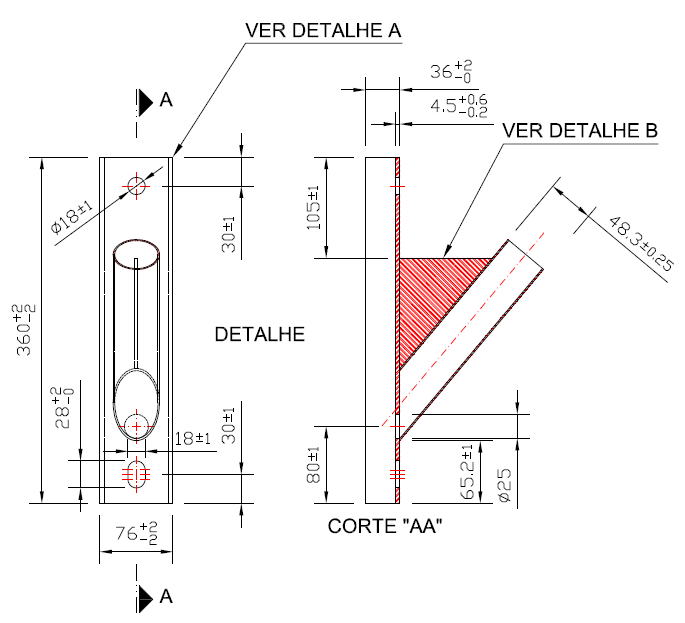 VER DETALHE A
36+2-0
A
4.5+0.6-0.2
VER DETALHE B
Ø18±1
30±1
105±1
48.3±0.25
360+2-2
DETALHE
28+2-0
18±1
30±1
80±1
65.2±1
Ø25
76+2-2
CORTE "AA"
A